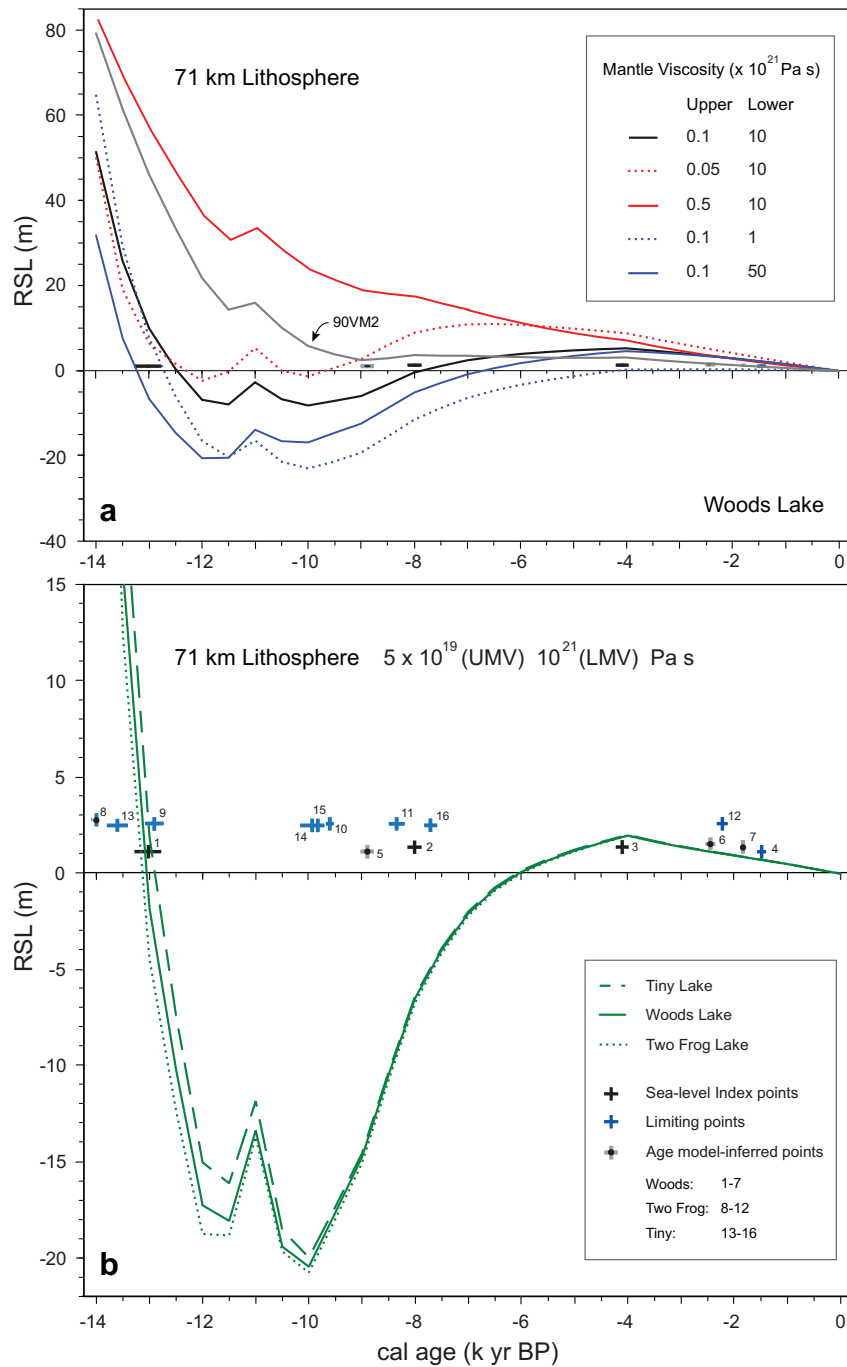 80
60
40
20
0
-20
-40
RSL (m)
71 km Lithosphere
Mantle Viscosity (x 10^21 Pa s)
Upper Lower
0.1 10
0.05 10
0.5 10
0.1 1
0.1 50
90VM2
a
Woods Lake
-14 -12 -10 -8 -6 -4 -2 0
15
10
5
0
-5
-10
-15
-20
RSL (m)
71 km Lithosphere 5 x 10^19 (UMV) 10^21 (LMV) Pa s
8
13
9
1
14
15
10
5
11
2
16
3
6
12
7
4
Tiny Lake
Woods Lake
Two Frog Lake
Sea-level Index points
Limiting points
Age model-inferred points
Woods: 1-7
Two Frog: 8-12
Tiny: 13-16
b
-14 -12 -10 -8 -6 -4 -2 0
cal age (k yr BP)